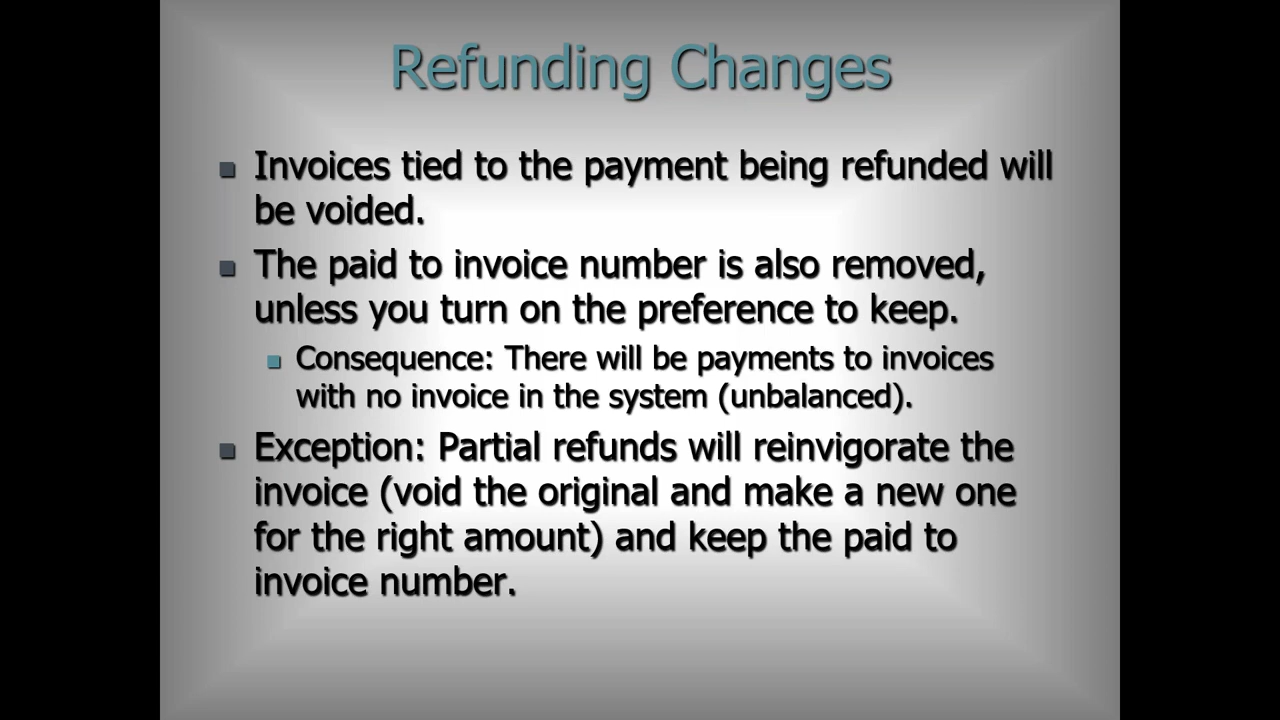 Refunding Changes
Invoices tied to the payment being refunded will
be voided.
The paid to invoice number is also removed,
unless you turn on the preference to keep.
Consequence: There will be payments to invoices
with no invoice in the system (unbalanced).
Exception: Partial refunds will reinvigorate the
invoice (void the original and make a new one
for the right amount) and keep the paid to
invoice number.